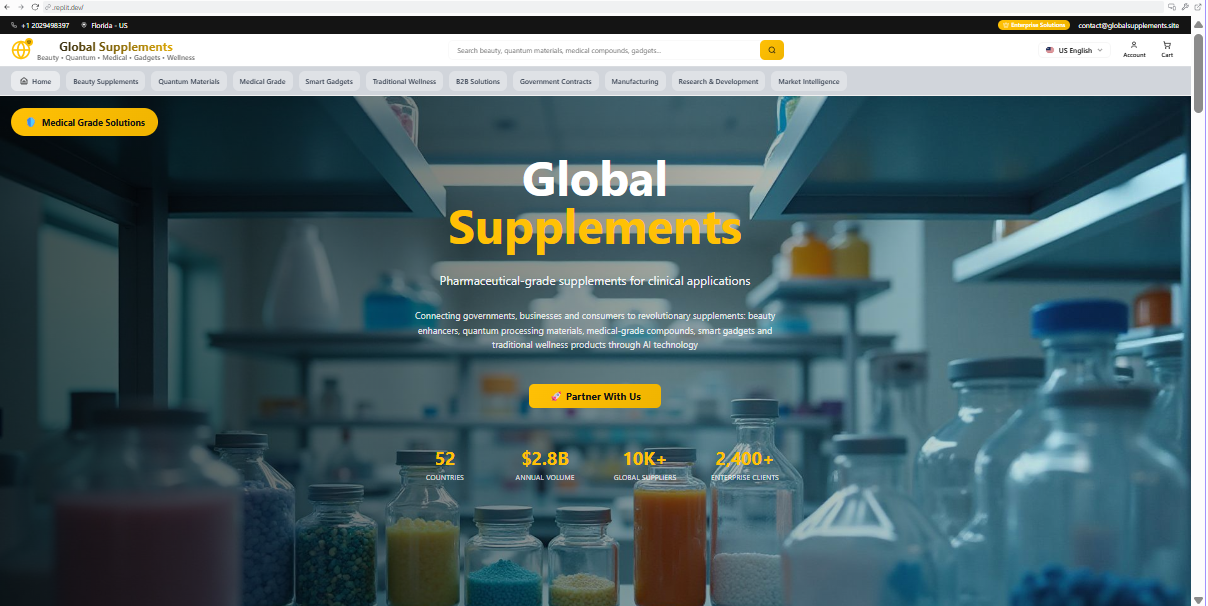 .replit.dev/
+1 2029498397
Florida - US
Enterprise Solutions
contact@globalsupplements.site
Global Supplements
Beauty • Quantum • Medical • Gadgets • Wellness
Search beauty, quantum materials, medical compounds, gadgets...
US English
Account
Cart
Home
Beauty Supplements
Quantum Materials
Medical Grade
Smart Gadgets
Traditional Wellness
B2B Solutions
Government Contracts
Manufacturing
Research & Development
Market Intelligence
Medical Grade Solutions
Global
Supplements
Pharmaceutical-grade supplements for clinical applications
Connecting governments, businesses and consumers to revolutionary supplements: beauty
enhancers, quantum processing materials, medical-grade compounds, smart gadgets and
traditional wellness products through AI technology
Partner With Us
52
COUNTRIES
$2.8B
ANNUAL VOLUME
10K+
GLOBAL SUPPLIERS
2,400+
ENTERPRISE CLIENTS